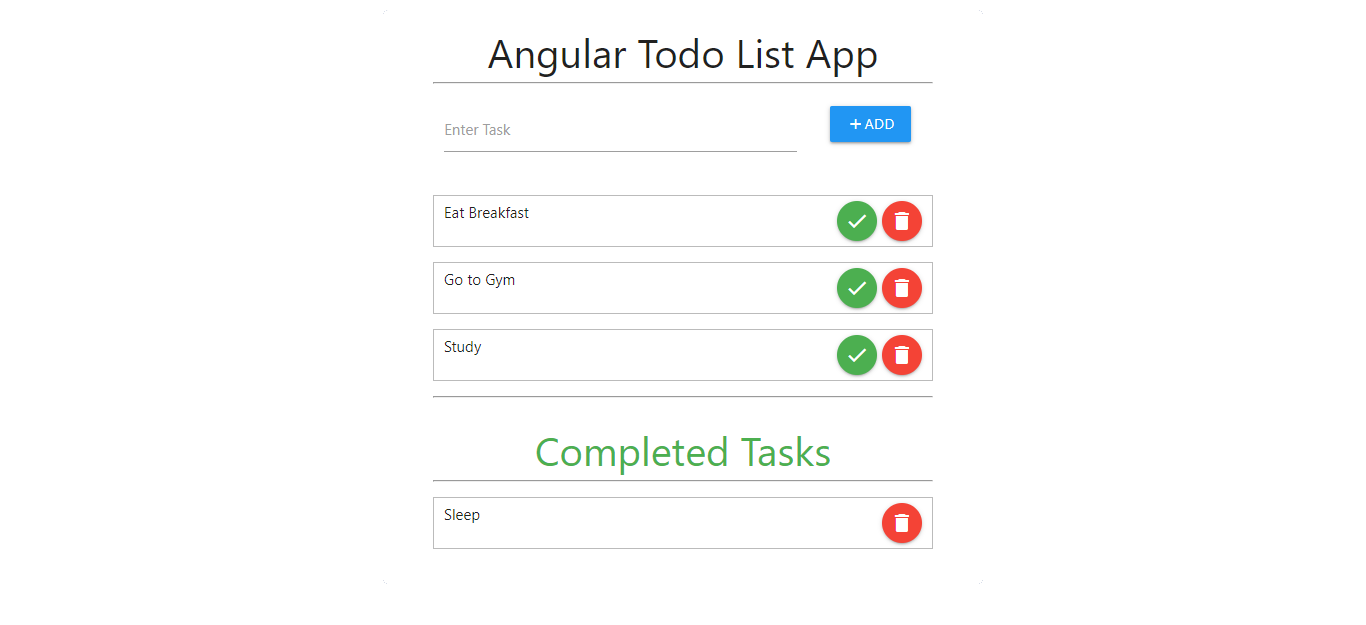 Angular Todo List App
Enter Task
+ ADD
Eat Breakfast
Go to Gym
Study
Completed Tasks
Sleep